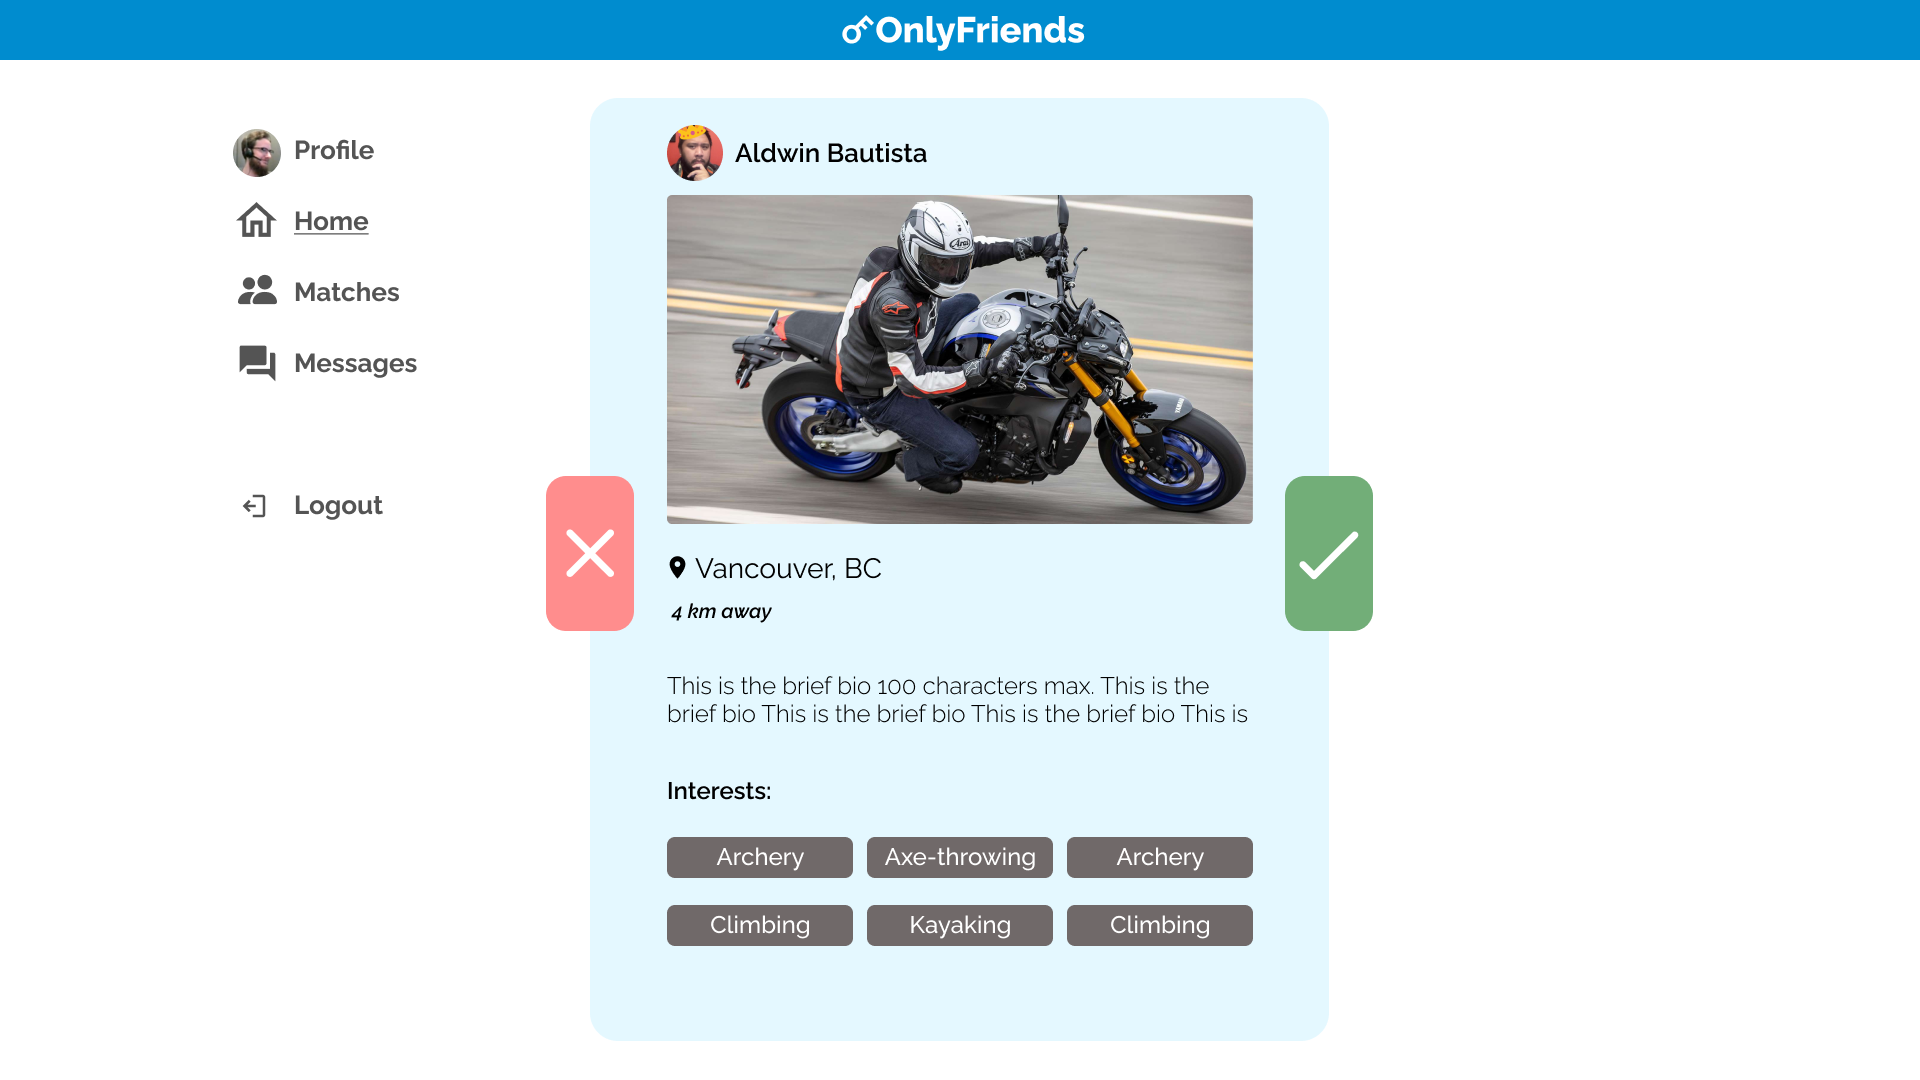 OnlyFriends
Profile
Home
Matches
Messages
Logout
Aldwin Bautista
Arai
YAMAHA
Vancouver, BC
4 km away
This is the brief bio 100 characters max. This is the
brief bio This is the brief bio This is the brief bio This is
Interests:
Archery
Axe-throwing
Archery
Climbing
Kayaking
Climbing